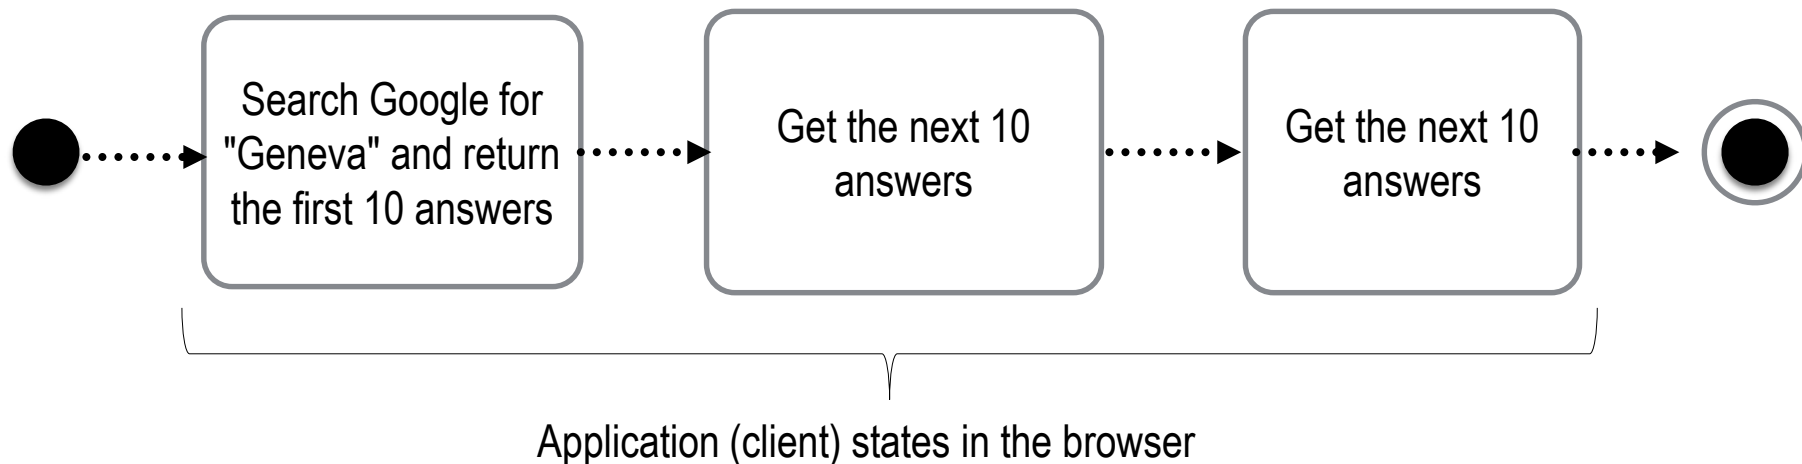 Search Google for
"Geneva" and return
the first 10 answers
Get the next 10
answers
Get the next 10
answers
Application (client) states in the browser